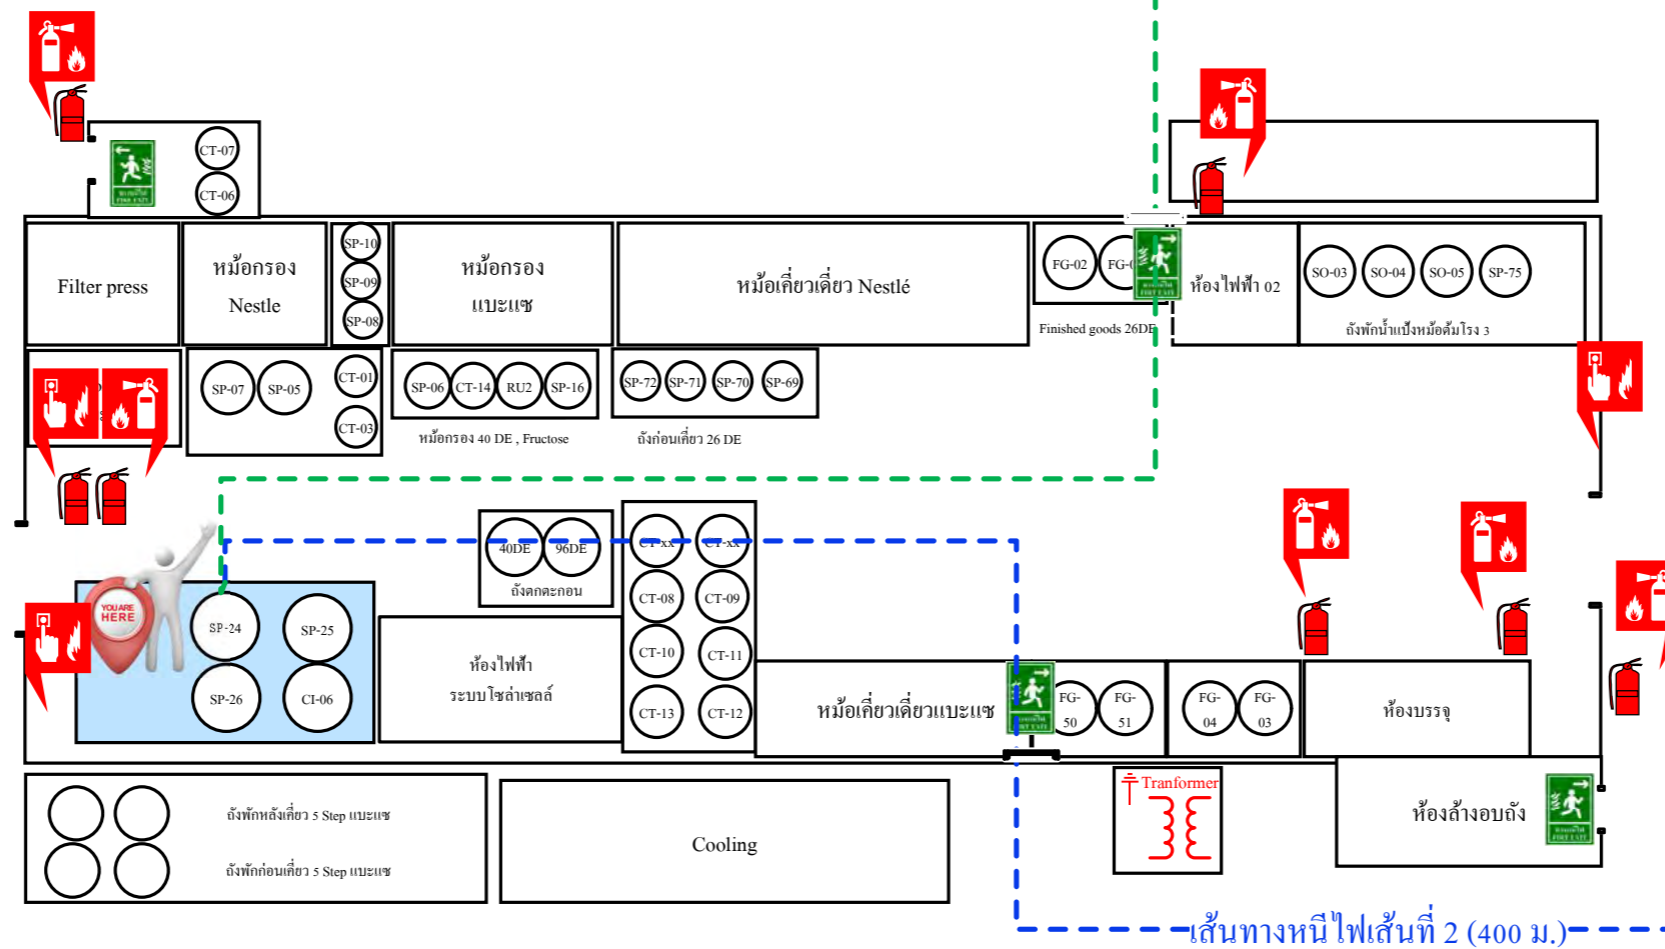 CT-07
CT-06
Filter press
หม้อกรอง
Nestle
SP-10
SP-09
SP-08
หม้อกรอง
แบะแซ
หม้อเคี่ยวเดี่ยว Nestlé
FG-02
Finished goods 26DE
ห้องไฟฟ้า 02
SO-03
SO-04
SO-05
SP-75
ถังพักน้ำแป้งหม้อต้มโรง 3
SP-07
SP-05
CT-01
CT-03
SP-06
CT-14
RU2
SP-16
หม้อกรอง 40 DE , Fructose
SP-72
SP-71
SP-70
SP-69
ถังก่อนเคี่ยว 26 DE
40DE
96DE
ถังตกตะกอน
CT-xx
CT-xx
CT-08
CT-09
CT-10
CT-11
CT-13
CT-12
YOU ARE
HERE
SP-24
SP-25
SP-26
CI-06
ห้องไฟฟ้า
ระบบโซล่าเซลล์
หม้อเคี่ยวเดี่ยวแบะแซ
FG-
50
FG-
51
FG-
04
FG-
03
ห้องบรรจุ
Tranformer
ห้องล้างอบถัง
ถังพักหลังเคี่ยว 5 Step แบะแซ
ถังพักก่อนเคี่ยว 5 Step แบะแซ
Cooling
เส้นทางหนีไฟเส้นที่ 2 (400 ม.)